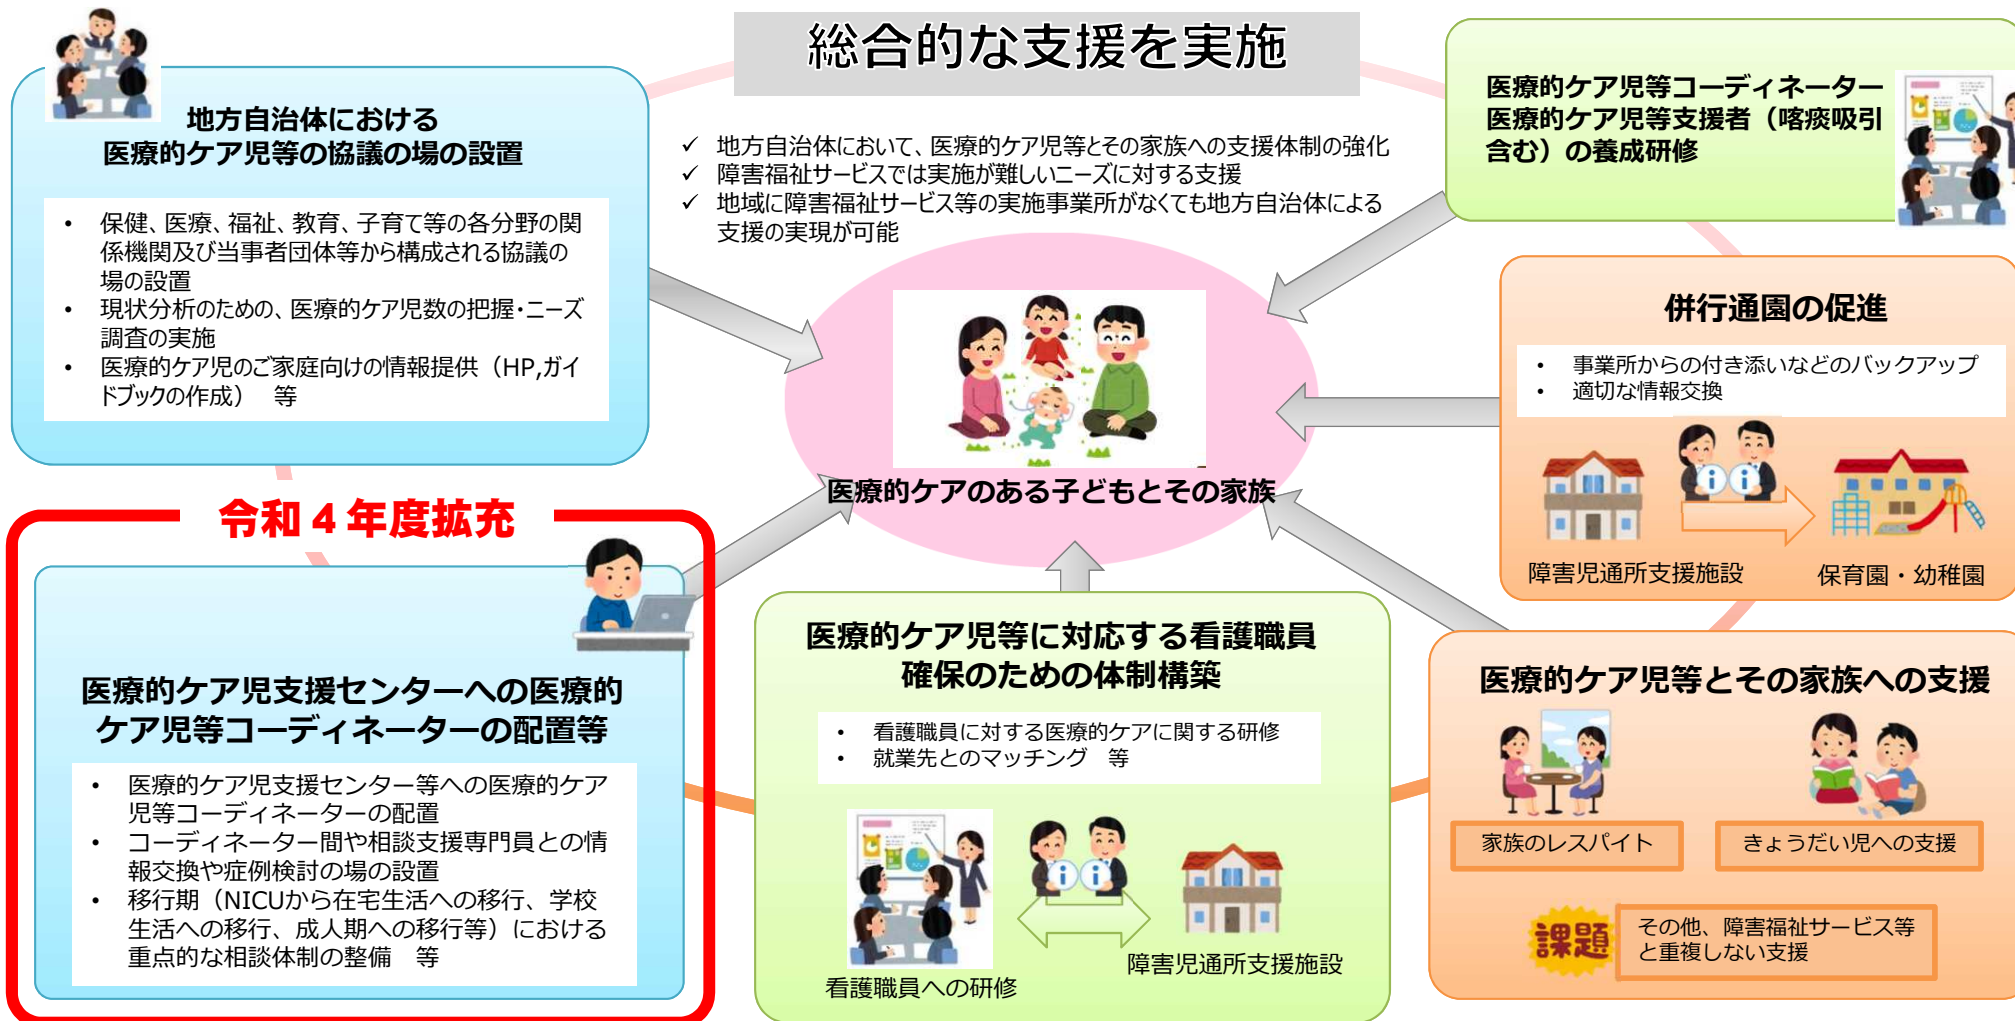 総合的な支援を実施
✓ 地方自治体において、医療的ケア児等とその家族への支援体制の強化
✓ 障害福祉サービスでは実施が難しいニーズに対する支援
✓ 地域に障害福祉サービス等の実施事業所がなくても地方自治体による
支援の実現が可能
地方自治体における
医療的ケア児等の協議の場の設置
• 保健、医療、福祉、教育、子育て等の各分野の関
係機関及び当事者団体等から構成される協議の
場の設置
• 現状分析のための、医療的ケア児数の把握・ニーズ
調査の実施
• 医療的ケア児のご家庭向けの情報提供（HP,ガイ
ドブックの作成） 等
医療的ケア児等コーディネーター
医療的ケア児等支援者（喀痰吸引
含む）の養成研修
併行通園の促進
• 事業所からの付き添いなどのバックアップ
• 適切な情報交換
障害児通所支援施設
保育園・幼稚園
医療的ケアのある子どもとその家族
令和４年度拡充
医療的ケア児支援センターへの医療的
ケア児等コーディネーターの配置等
• 医療的ケア児支援センター等への医療的ケア
児等コーディネーターの配置
• コーディネーター間や相談支援専門員との情
報交換や症例検討の場の設置
• 移行期（NICUから在宅生活への移行、学校
生活への移行、成人期への移行等）における
重点的な相談体制の整備 等
医療的ケア児等に対応する看護職員
確保のための体制構築
• 看護職員に対する医療的ケアに関する研修
• 就業先とのマッチング 等
看護職員への研修
障害児通所支援施設
医療的ケア児等とその家族への支援
家族のレスパイト
きょうだい児への支援
課題
その他、障害福祉サービス等
と重複しない支援